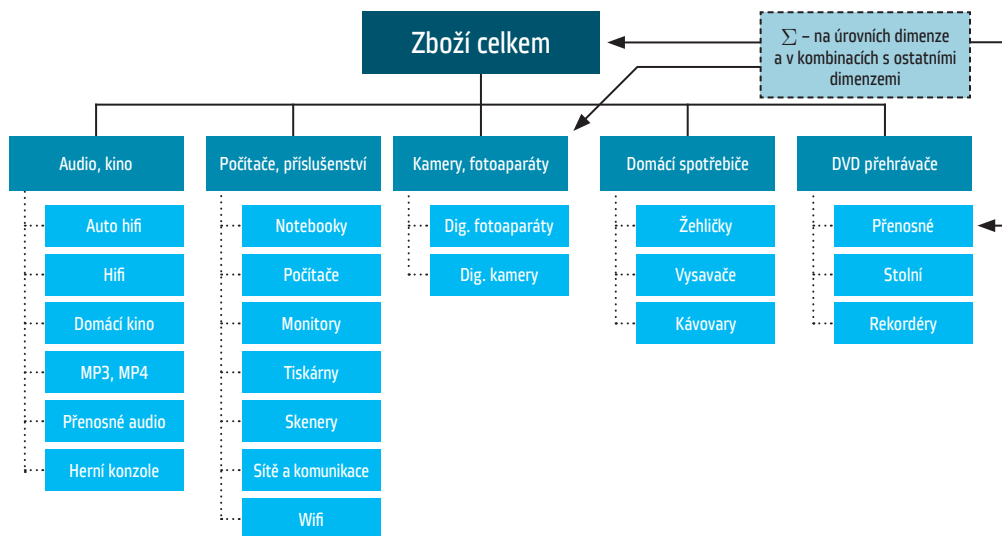 Zboží celkem
∑ – na úrovních dimenze
a v kombinacích s ostatními
dimenzemi
Audio, kino
Auto hifi
Hifi
Domácí kino
MP3, MP4
Přenosné audio
Herní konzole
Počítače, příslušenství
Notebooky
Počítače
Monitory
Tiskárny
Skenery
Sítě a komunikace
Wifi
Kamery, fotoaparáty
Dig. fotoaparáty
Dig. kamery
Domácí spotřebiče
Žehličky
Vysavače
Kávovary
DVD přehrávače
Přenosné
Stolní
Rekordéry